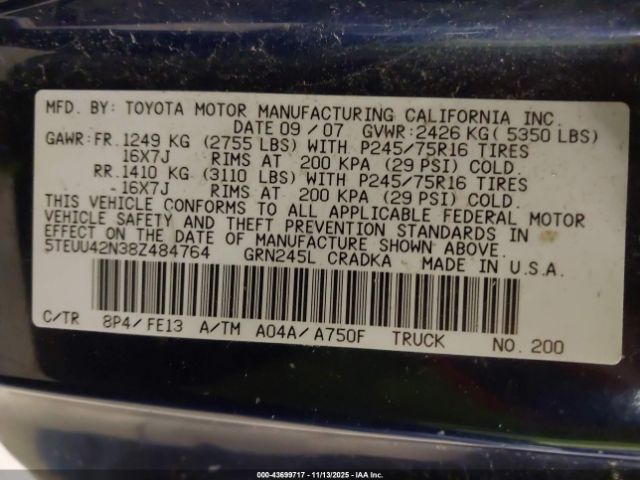 MFD. BY: TOYOTA MOTOR MANUFACTURING CALIFORNIA INC.
DATE 09 / 07 GVWR: 2426 KG ( 5350 LBS)
GAWR: FR. 1249 KG (2755 LBS) WITH P245/75R16 TIRES
16X7J RIMS AT 200 KPA (29 PSI) COLD.
RR. 1410 KG (3110 LBS) WITH P245/75R16 TIRES
16X7J RIMS AT 200 KPA (29 PSI) COLD.
THIS VEHICLE CONFORMS TO ALL APPLICABLE FEDERAL MOTOR
VEHICLE SAFETY AND THEFT PREVENTION STANDARDS IN
EFFECT ON THE DATE OF MANUFACTURE SHOWN ABOVE.
5TEUU42N38Z484764 GRN245L CRADKA MADE IN U.S.A.
C/TR 8P4/ FE13 A/TM A04A/ A750F TRUCK NO. 200
000-43699717 - 11/13/2025 - IAA Inc.